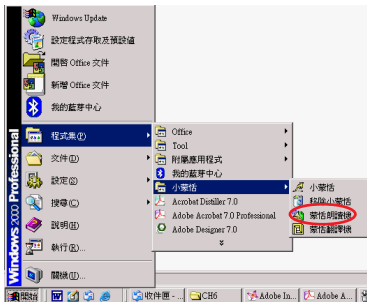 Windows Update
設定程式存取及預設值
開啓 Office 文件
新增 Office 文件
我的藍芽中心
程式集(P)
文件(D)
設定(S)
搜尋(C)
說明(H)
執行(R)...
關機(U)...
Windows 2000 Professional
Office
Tool
附屬應用程式
我的藍芽中心
小蒙恬
Acrobat Distiller 7.0
Adobe Acrobat 7.0 Professional
Adobe Designer 7.0
小蒙恬
移除小蒙恬
蒙恬朗讀機
蒙恬翻譯機
開始
收件匣 - ...
CH6
Adobe In...
Adobe A...